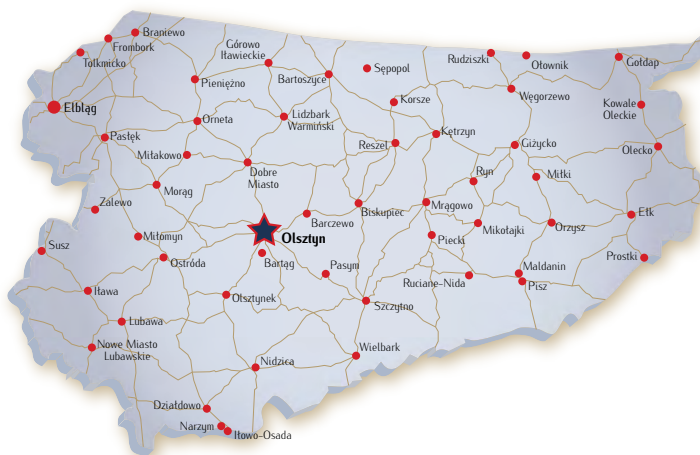 Braniewo
Frombork
Tolkmicko
Górowo
Iławieckie
Rudziszki
Ołownik
Gołdap
Sępopol
Bartoszyce
Pieniężno
Węgorzewo
Elbląg
Korsze
Kowale
Oleckie
Orneta
Lidzbark
Warmiński
Pasłęk
Kętrzyn
Reszel
Giżycko
Olecko
Miłakowo
Dobre
Miasto
Ryn
Miłki
Morąg
Zalewo
Mrągowo
Biskupiec
Barczewo
Ełk
Mikołajki
Orzysz
Miłomyn
Olsztyn
Piecki
Susz
Ostróda
Bartąg
Pasym
Prostki
Maldanin
Ruciane-Nida
Pisz
Iława
Olsztynek
Szczytno
Lubawa
Nowe Miasto
Lubawskie
Wielbark
Nidzica
Działdowo
Narzym
Iłowo-Osada